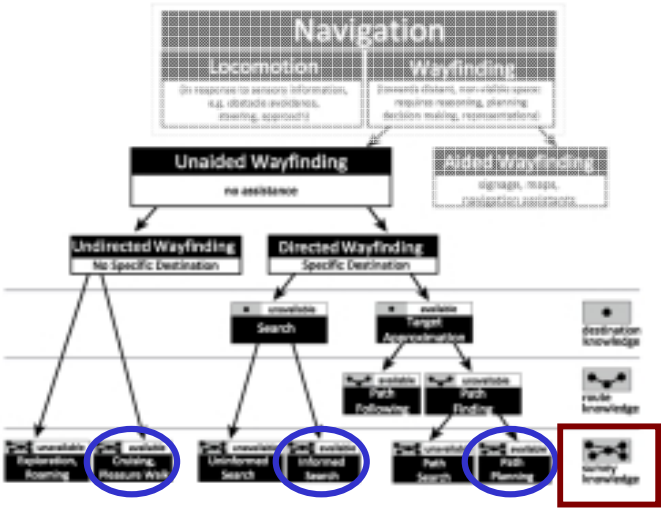 Navigation
Locomotion
(in response to sensory information,
e.g. obstacle avoidance,
steering, approach)
Wayfinding
(towards distant, non-visible space
requires reasoning, planning
decision making, representations)
Unaided Wayfinding
no assistance
Aided Wayfinding
signage, maps,
navigation assistants
Undirected Wayfinding
No Specific Destination
Directed Wayfinding
Specific Destination
unavailable
Search
available
Target
Approximation
destination
knowledge
available
Path
Following
unavailable
Path
Finding
route
knowledge
unavailable
Exploration,
Roaming
available
Cruising,
Pleasure Walk
unavailable
Uninformed
Search
available
Informed
Search
unavailable
Path
Search
available
Path
Planning
survey
knowledge